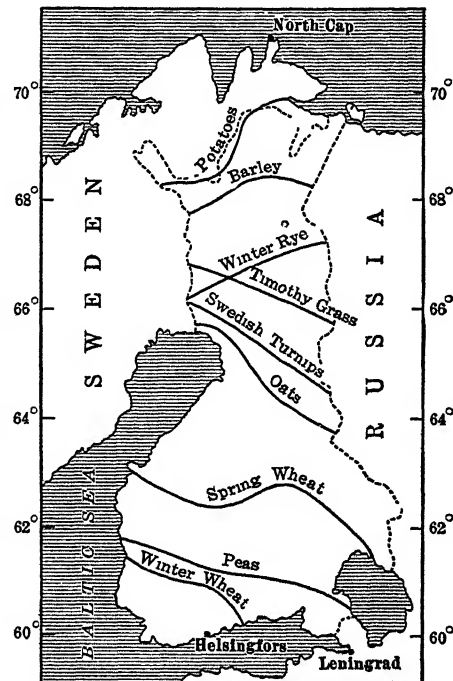 North Cap
70°
70°
Potatoes
Barley
68°
68°
SWEDEN
RUSSIA
Winter Rye
Timothy Grass
66°
66°
Swedish Turnips
Oats
64°
64°
Spring Wheat
62°
62°
BALTIC SEA
Peas
Winter Wheat
60°
60°
Helsingfors
Leningrad